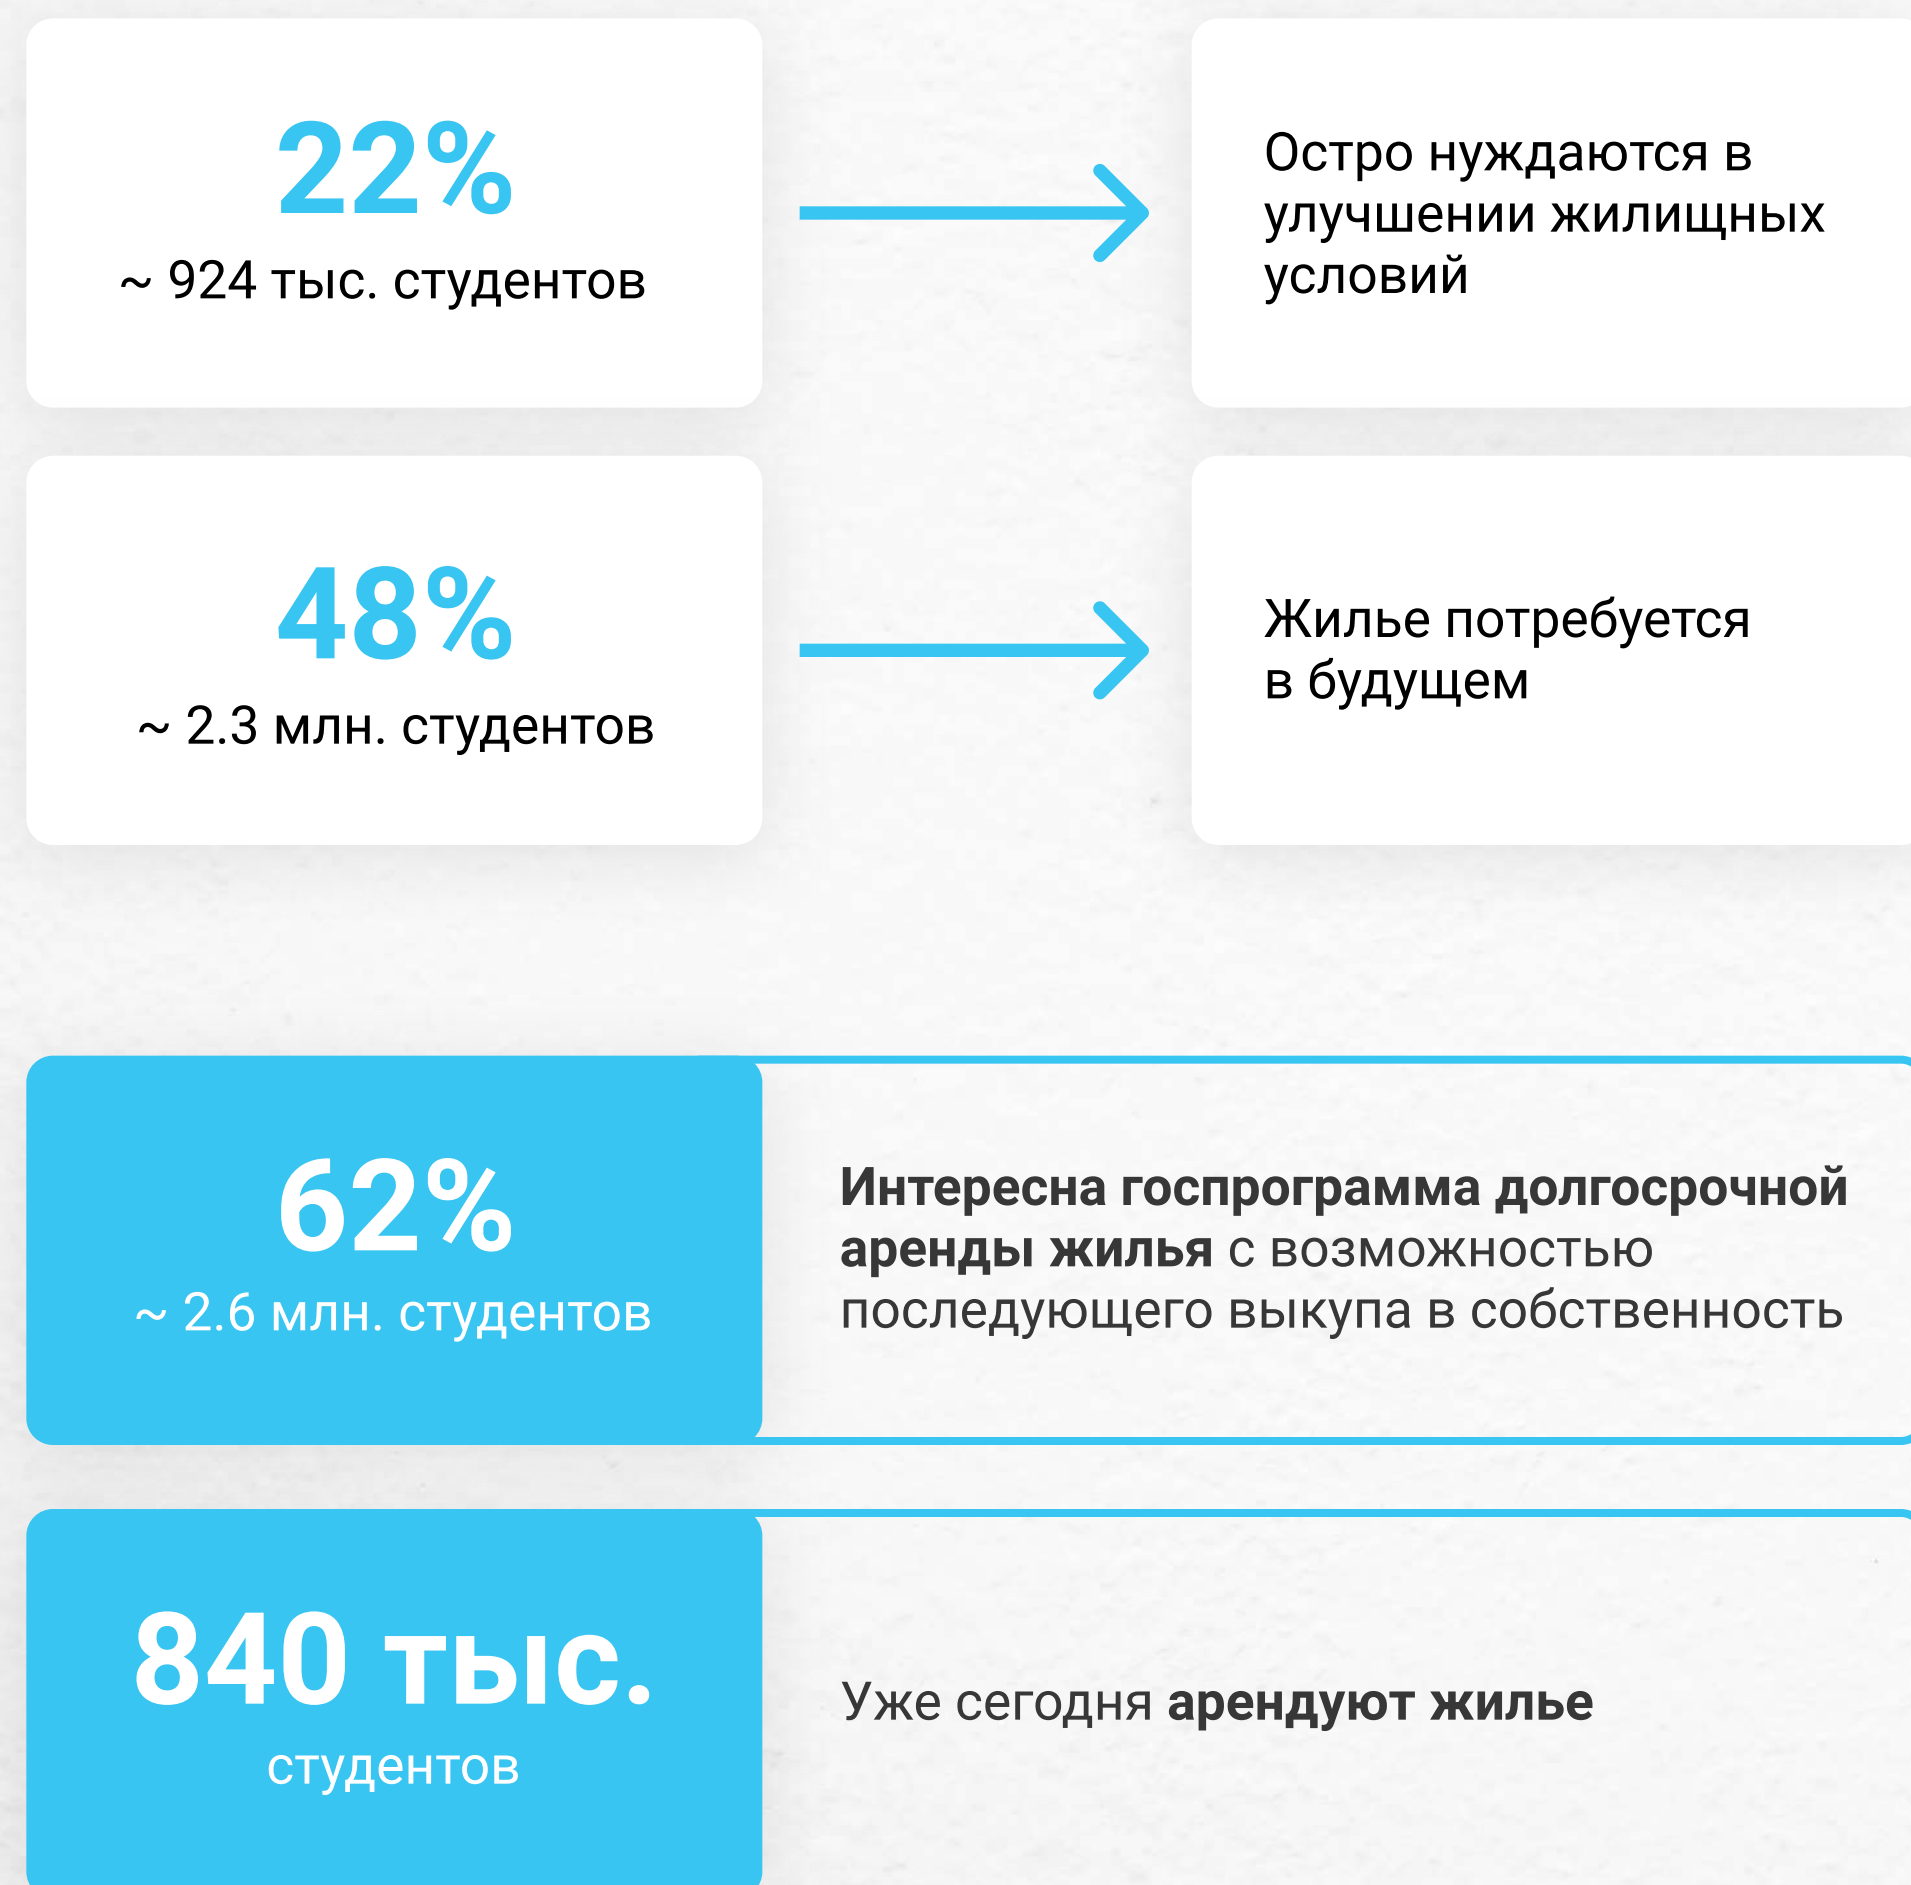 22%
~ 924 тыс. студентов
Остро нуждаются в
улучшении жилищных
условий
48%
~ 2.3 млн. студентов
Жилье потребуется
в будущем
62%
~ 2.6 млн. студентов
Интересна госпрограмма долгосрочной
аренды жилья с возможностью
последующего выкупа в собственность
840 тыс.
студентов
Уже сегодня арендуют жилье